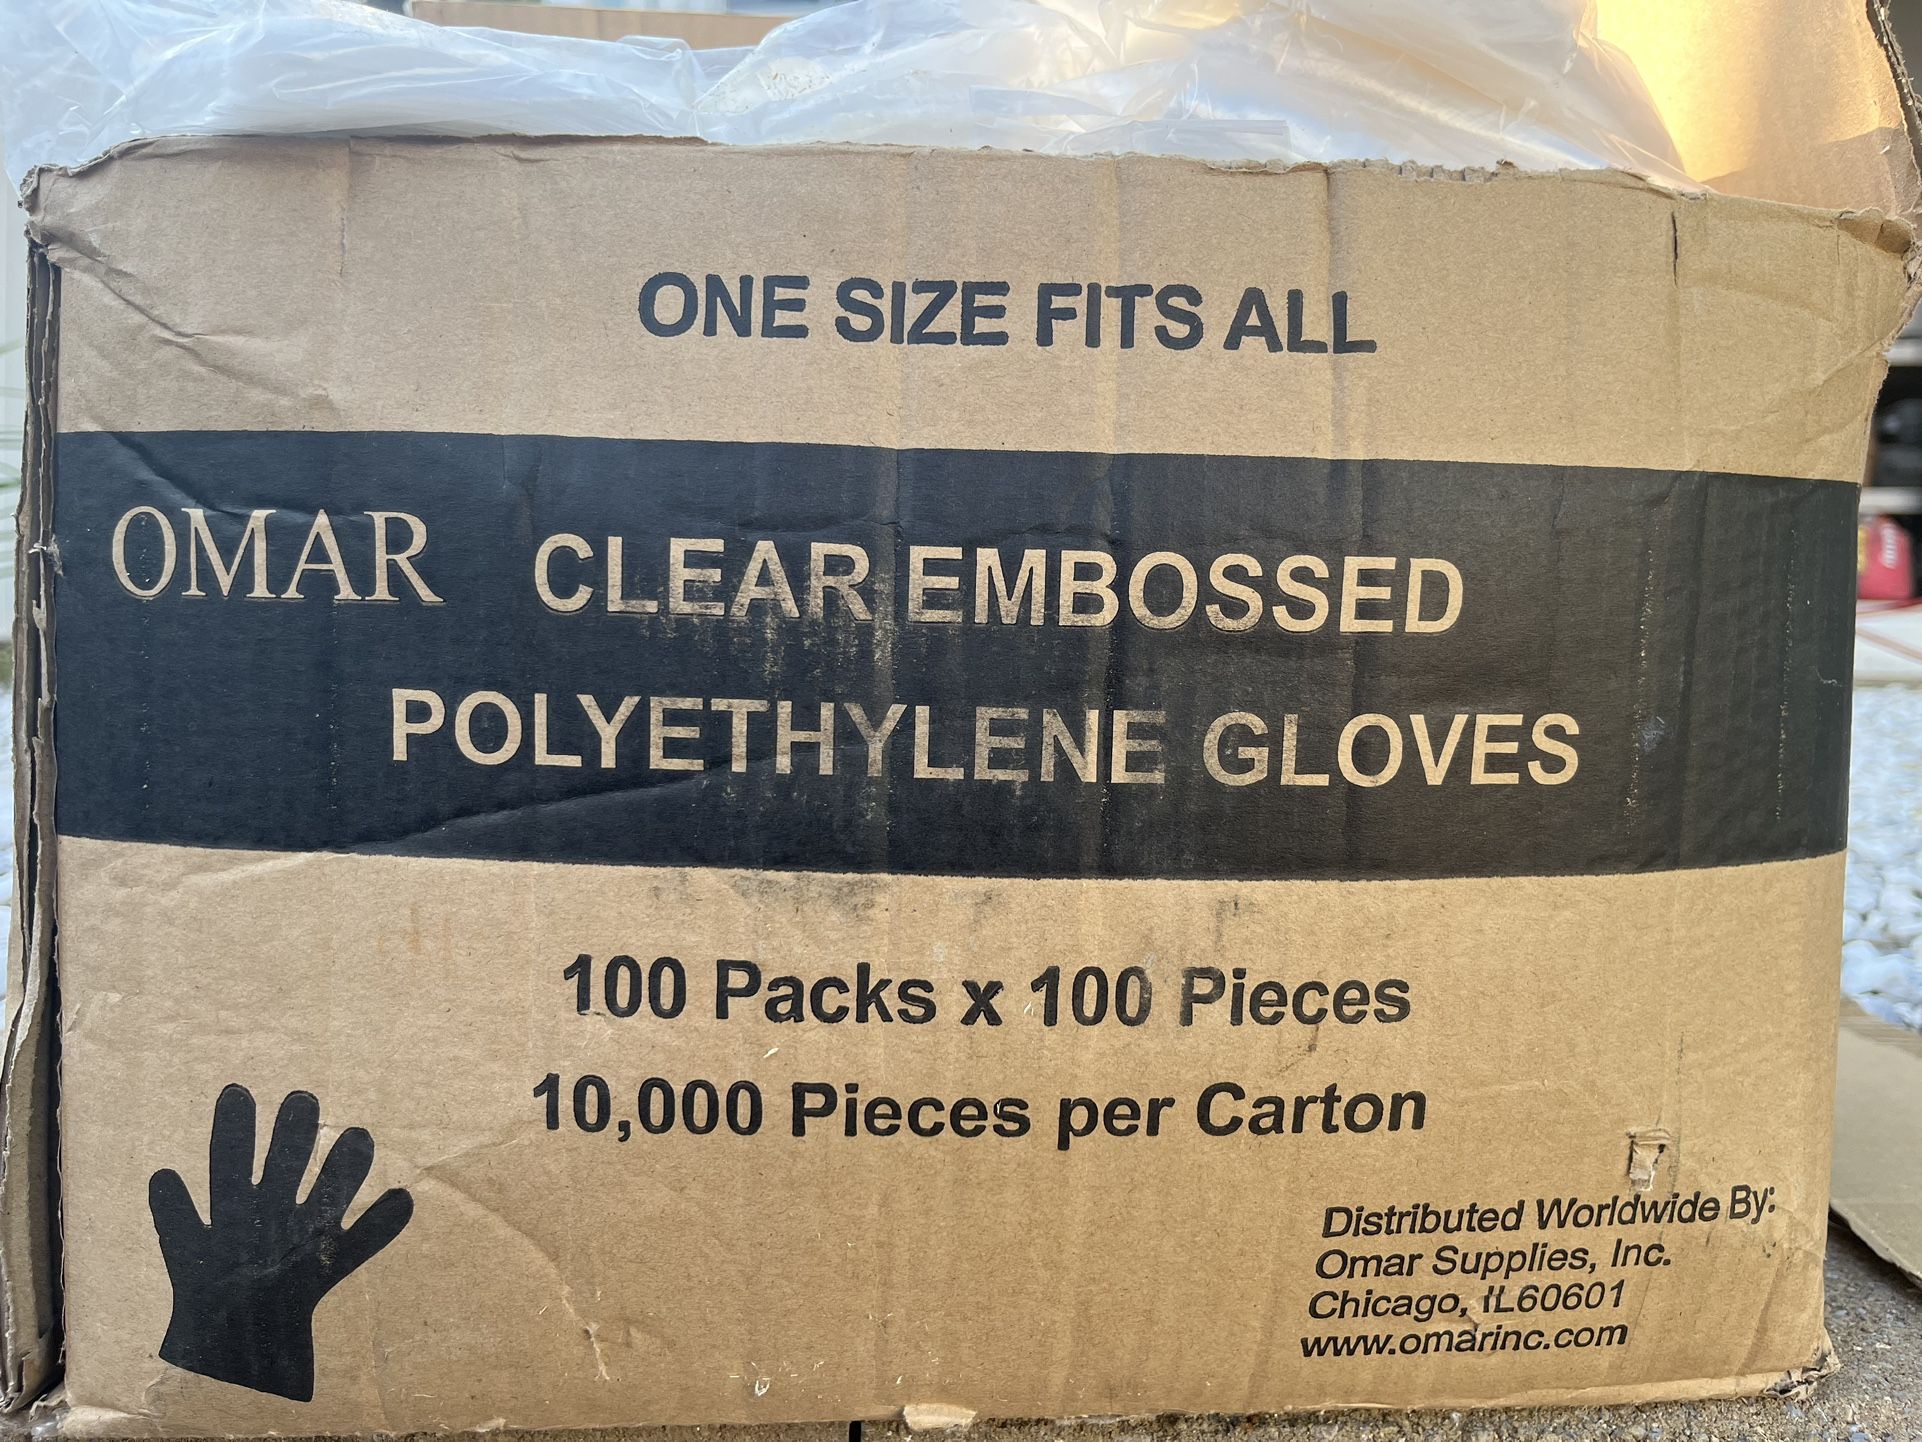 ONE SIZE FITS ALL
OMAR CLEAR EMBOSSED
POLYETHYLENE GLOVES
100 Packs x 100 Pieces
10,000 Pieces per Carton
Distributed Worldwide By:
Omar Supplies, Inc.
Chicago, IL60601
www.omarinc.com